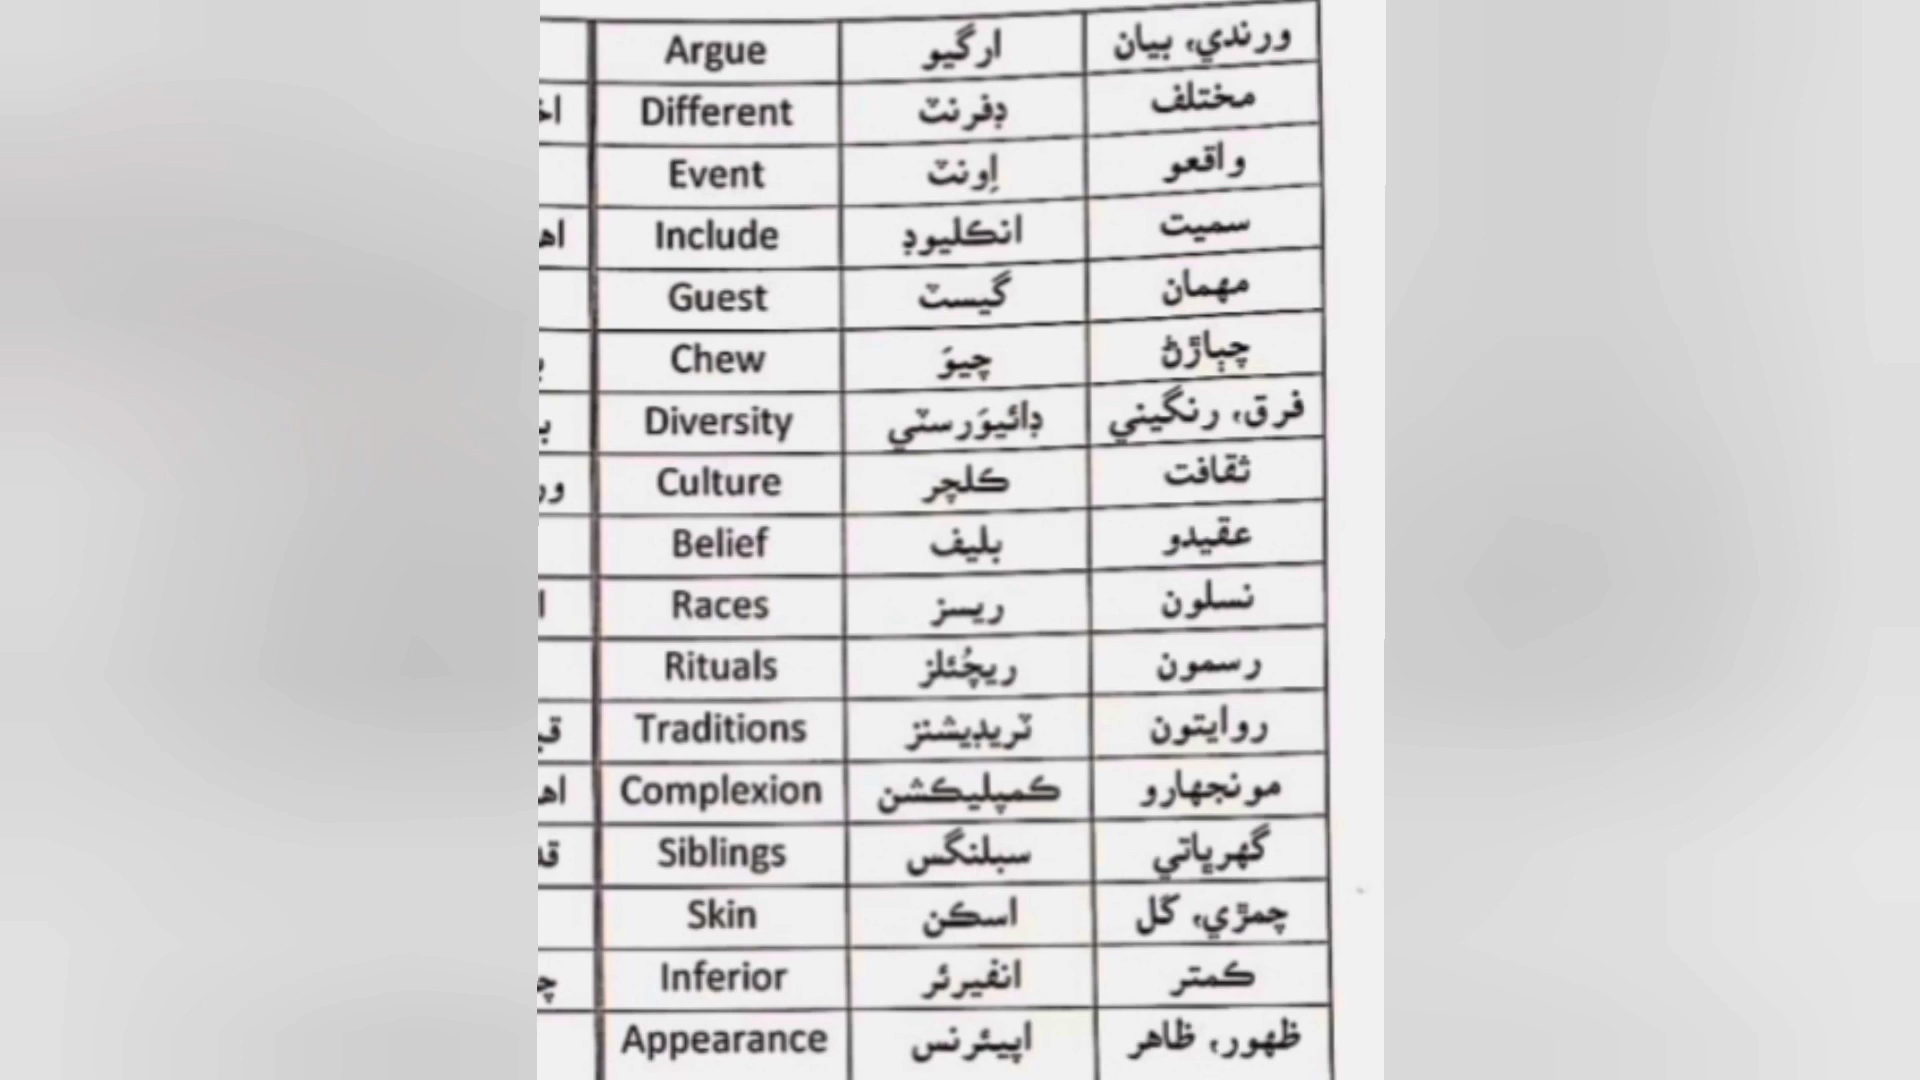 Argue ارگيو ورندي، بيان
Different ڊفرنٽ مختلف
Event اِونٽ واقعو
Include انڪليوڊ سميت
Guest گيسٽ مهمان
Chew چيوَ چٻاڙڻ
Diversity ڊائيوَرسٽي فرق، رنگيني
Culture ڪلچر ثقافت
Belief بليف عقيدو
Races ريسز نسلون
Rituals ريچُئلز رسمون
Traditions ٽريڊيشنز روايتون
Complexion ڪمپليڪشن مونجهارو
Siblings سبلنگس گهرڀاتي
Skin اسڪن چمڙي، کل
Inferior انفيرئر ڪمتر
Appearance اپيئرنس ظهور، ظاهر